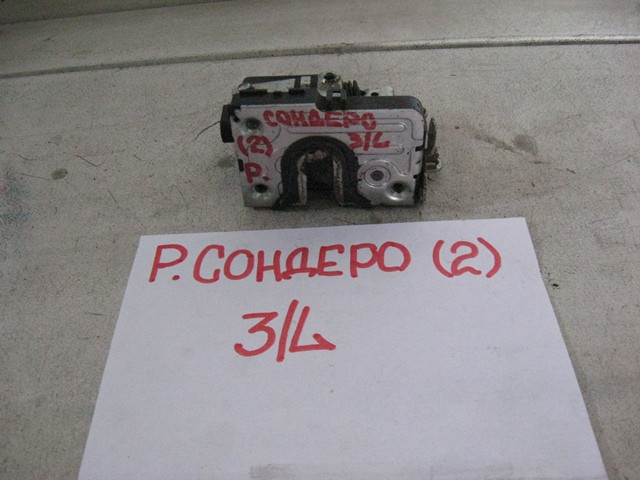 СОНДЕРО
(2) З/L
Р.
Р. СОНДЕРО (2)
З/L